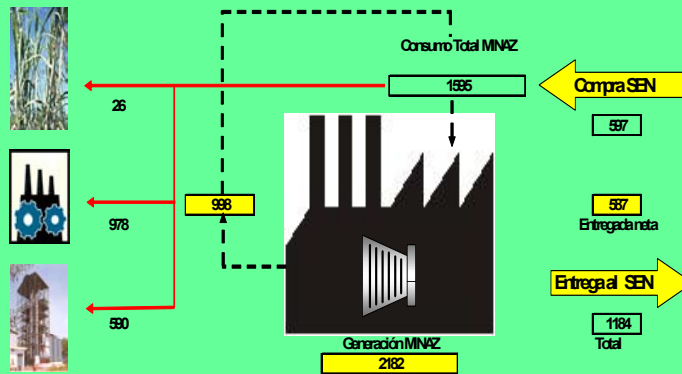 Consumo Total MINAZ
1595
Compra SEN
26
597
998
978
587
Entregada neta
Entrega al SEN
590
1184
Total
Generación MINAZ
2182